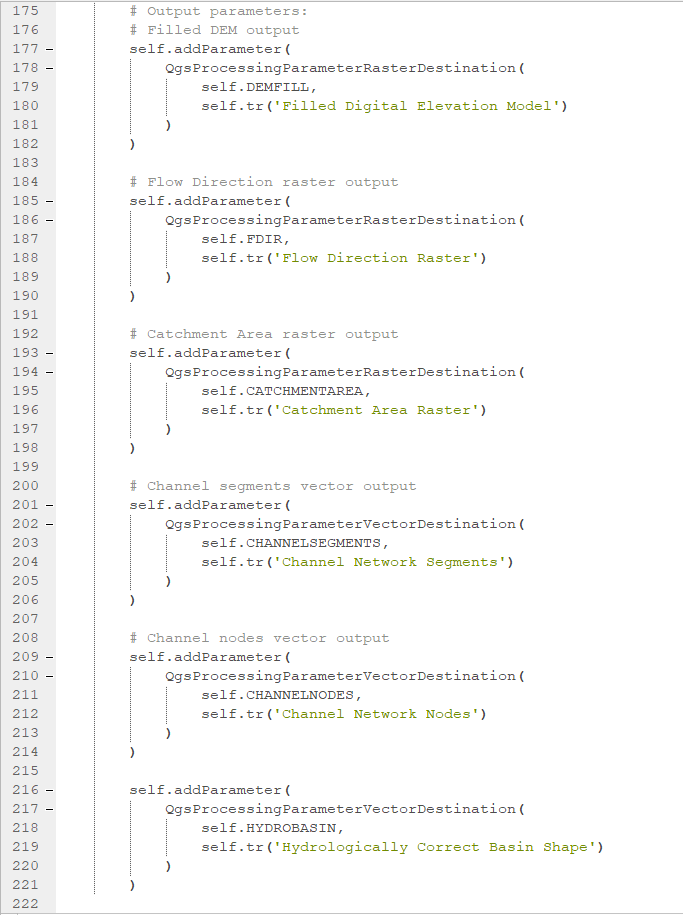 175 # Output parameters:
176 # Filled DEM output
177 − self.addParameter(
178 − QgsProcessingParameterRasterDestination(
179 self.DEMFILL,
180 self.tr('Filled Digital Elevation Model')
181 )
182 )
183
184 # Flow Direction raster output
185 − self.addParameter(
186 − QgsProcessingParameterRasterDestination(
187 self.FDIR,
188 self.tr('Flow Direction Raster')
189 )
190 )
191
192 # Catchment Area raster output
193 − self.addParameter(
194 − QgsProcessingParameterRasterDestination(
195 self.CATCHMENTAREA,
196 self.tr('Catchment Area Raster')
197 )
198 )
199
200 # Channel segments vector output
201 − self.addParameter(
202 − QgsProcessingParameterVectorDestination(
203 self.CHANNELSEGMENTS,
204 self.tr('Channel Network Segments')
205 )
206 )
207
208 # Channel nodes vector output
209 − self.addParameter(
210 − QgsProcessingParameterVectorDestination(
211 self.CHANNELNODES,
212 self.tr('Channel Network Nodes')
213 )
214 )
215
216 − self.addParameter(
217 − QgsProcessingParameterVectorDestination(
218 self.HYDROBASIN,
219 self.tr('Hydrologically Correct Basin Shape')
220 )
221 )
222